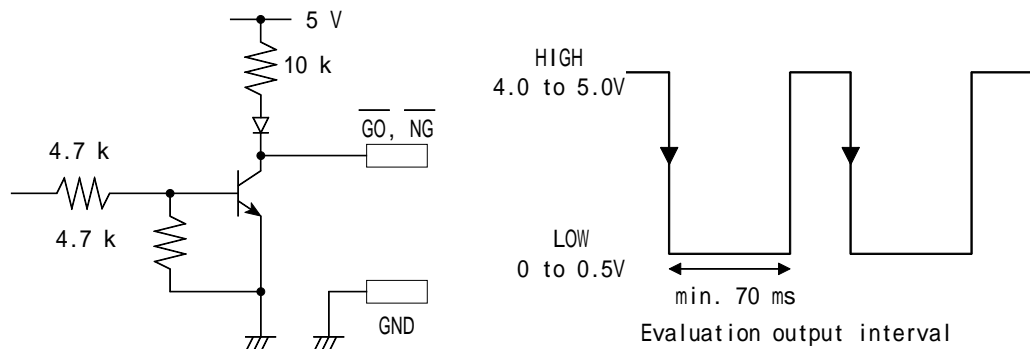 5 V
10 k
GO, NG
4.7 k
4.7 k
GND
HIGH
4.0 to 5.0V
LOW
0 to 0.5V
min. 70 ms
Evaluation output interval